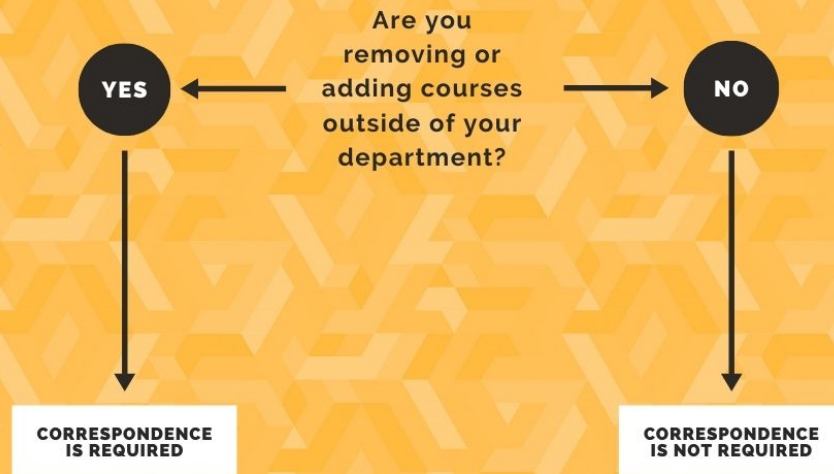 Are you
removing or
adding courses
outside of your
department?
YES
NO
CORRESPONDENCE
IS REQUIRED
CORRESPONDENCE
IS NOT REQUIRED